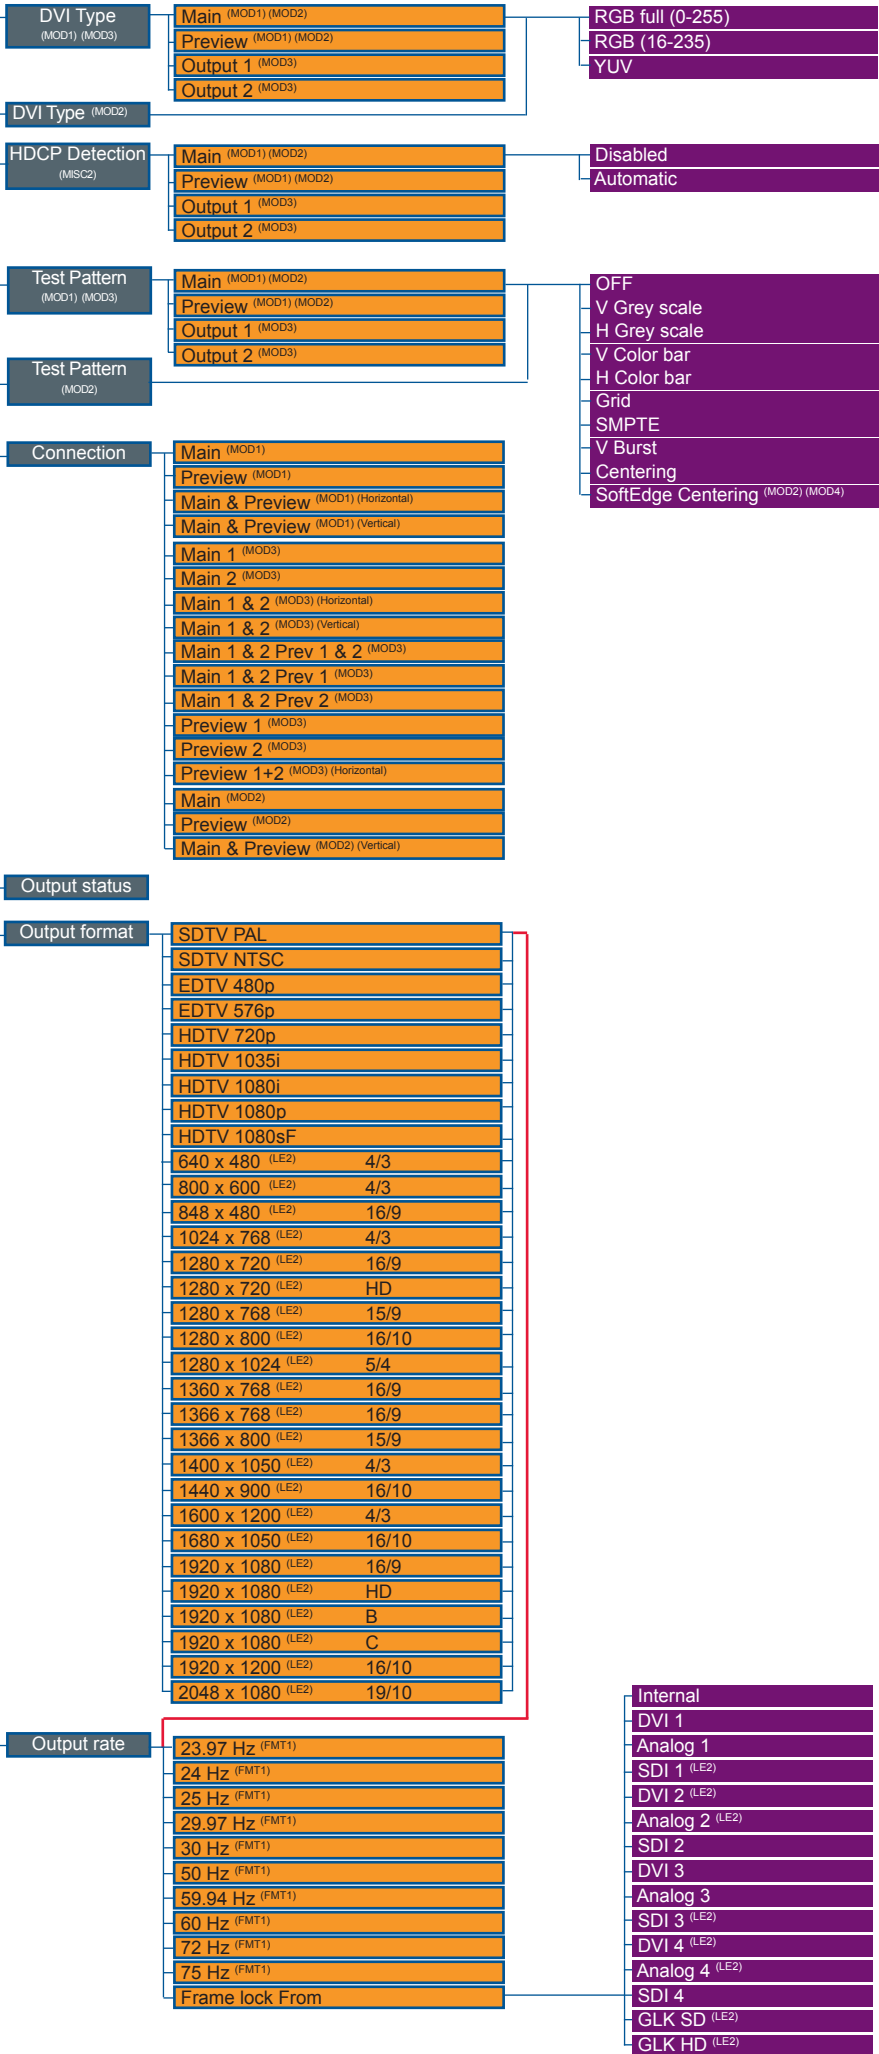 DVI Type
(MOD1) (MOD3)
Main (MOD1) (MOD2)
Preview (MOD1) (MOD2)
Output 1 (MOD3)
Output 2 (MOD3)
RGB full (0-255)
RGB (16-235)
YUV
DVI Type (MOD2)
HDCP Detection
(MISC2)
Main (MOD1) (MOD2)
Preview (MOD1) (MOD2)
Output 1 (MOD3)
Output 2 (MOD3)
Disabled
Automatic
Test Pattern
(MOD1) (MOD3)
Main (MOD1) (MOD2)
Preview (MOD1) (MOD2)
Output 1 (MOD3)
Output 2 (MOD3)
Test Pattern
(MOD2)
OFF
V Grey scale
H Grey scale
V Color bar
H Color bar
Grid
SMPTE
V Burst
Centering
SoftEdge Centering (MOD2) (MOD4)
Connection
Main (MOD1)
Preview (MOD1)
Main & Preview (MOD1) (Horizontal)
Main & Preview (MOD1) (Vertical)
Main 1 (MOD3)
Main 2 (MOD3)
Main 1 & 2 (MOD3) (Horizontal)
Main 1 & 2 (MOD3) (Vertical)
Main 1 & 2 Prev 1 & 2 (MOD3)
Main 1 & 2 Prev 1 (MOD3)
Main 1 & 2 Prev 2 (MOD3)
Preview 1 (MOD3)
Preview 2 (MOD3)
Preview 1+2 (MOD3) (Horizontal)
Main (MOD2)
Preview (MOD2)
Main & Preview (MOD2) (Vertical)
Output status
Output format
SDTV PAL
SDTV NTSC
EDTV 480p
EDTV 576p
HDTV 720p
HDTV 1035i
HDTV 1080i
HDTV 1080p
HDTV 1080sF
640 x 480 (LE2) 4/3
800 x 600 (LE2) 4/3
848 x 480 (LE2) 16/9
1024 x 768 (LE2) 4/3
1280 x 720 (LE2) 16/9
1280 x 720 (LE2) HD
1280 x 768 (LE2) 15/9
1280 x 800 (LE2) 16/10
1280 x 1024 (LE2) 5/4
1360 x 768 (LE2) 16/9
1366 x 768 (LE2) 16/9
1366 x 800 (LE2) 15/9
1400 x 1050 (LE2) 4/3
1440 x 900 (LE2) 16/10
1600 x 1200 (LE2) 4/3
1680 x 1050 (LE2) 16/10
1920 x 1080 (LE2) 16/9
1920 x 1080 (LE2) HD
1920 x 1080 (LE2) B
1920 x 1080 (LE2) C
1920 x 1200 (LE2) 16/10
2048 x 1080 (LE2) 19/10
Output rate
23.97 Hz (FMT1)
24 Hz (FMT1)
25 Hz (FMT1)
29.97 Hz (FMT1)
30 Hz (FMT1)
50 Hz (FMT1)
59.94 Hz (FMT1)
60 Hz (FMT1)
72 Hz (FMT1)
75 Hz (FMT1)
Frame lock From
Internal
DVI 1
Analog 1
SDI 1 (LE2)
DVI 2 (LE2)
Analog 2 (LE2)
SDI 2
DVI 3
Analog 3
SDI 3 (LE2)
DVI 4 (LE2)
Analog 4 (LE2)
SDI 4
GLK SD (LE2)
GLK HD (LE2)